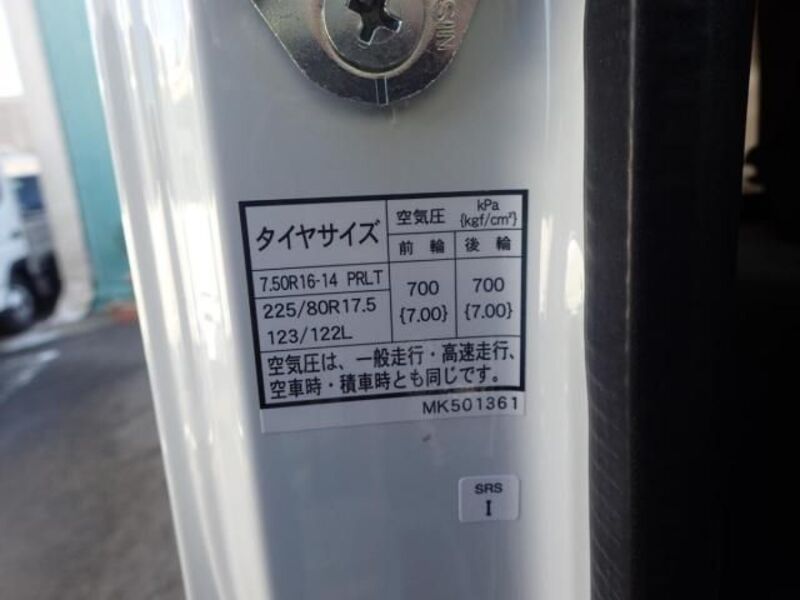 SHIN
タイヤサイズ 空気圧 kPa {kgf/cm²}
前輪 後輪
7.50R16-14 PRLT 700 {7.00} 700 {7.00}
225/80R17.5
123/122L
空気圧は、一般走行・高速走行、
空車時・積車時とも同じです。
MK501361
SRS
I